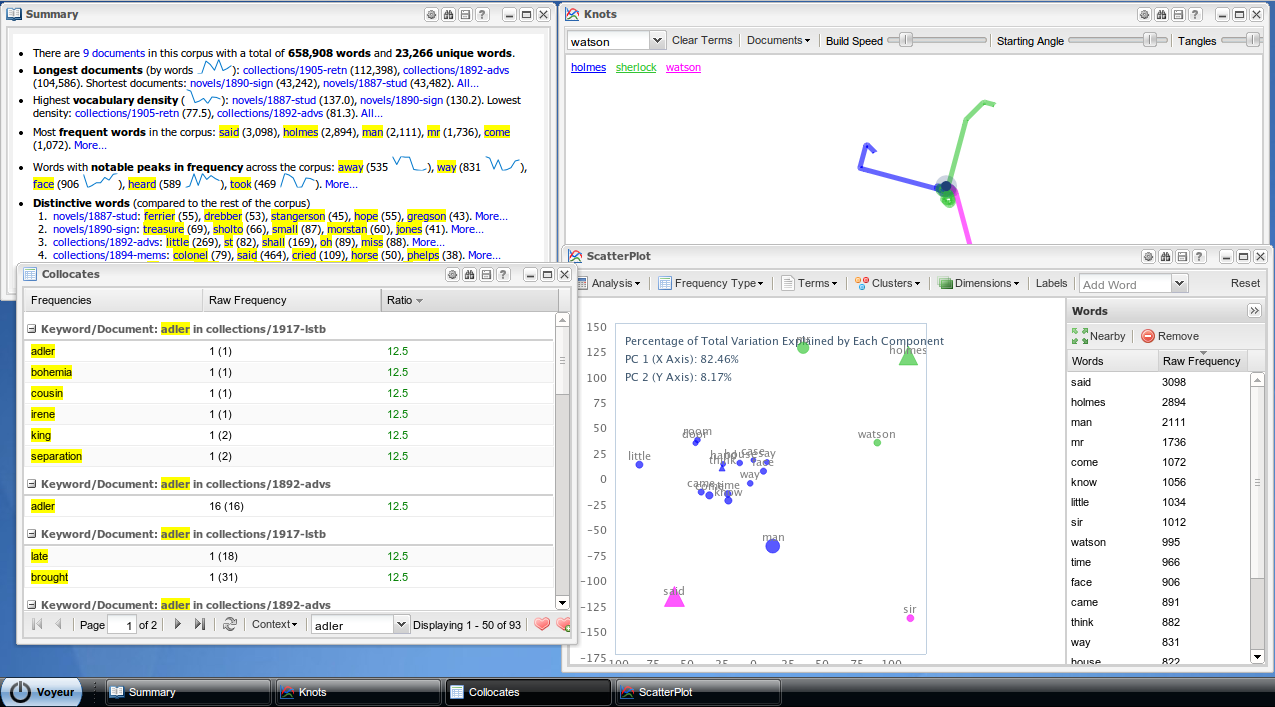 Summary
There are 9 documents in this corpus with a total of 658,908 words and 23,266 unique words.
Longest documents (by words ): collections/1905-retn (112,398), collections/1892-advs
(104,586). Shortest documents: novels/1890-sign (43,242), novels/1887-stud (43,482). All...
Highest vocabulary density ( ): novels/1887-stud (137.0), novels/1890-sign (130.2). Lowest
density: collections/1905-retn (77.5), collections/1892-advs (81.3). All...
Most frequent words in the corpus: said (3,098), holmes (2,894), man (2,111), mr (1,736), come
(1,072). More...
Words with notable peaks in frequency across the corpus: away (535 ), way (831 ),
face (906 ), heard (589 ), took (469 ). More...
Distinctive words (compared to the rest of the corpus)
1. novels/1887-stud: ferrier (55), drebber (53), stangerson (45), hope (55), gregson (43). More...
2. novels/1890-sign: treasure (69), sholto (66), small (87), morstan (60), jones (41). More...
3. collections/1892-advs: little (269), st (82), shall (169), oh (89), miss (88). More...
4. collections/1894-mems: colonel (79), said (464), cried (109), horse (50), phelps (38). More...
Knots
watson Clear Terms Documents Build Speed Starting Angle Tangles
holmes sherlock watson
Collocates
Frequencies Raw Frequency Ratio
Keyword/Document: adler in collections/1917-lstb
adler 1 (1) 12.5
bohemia 1 (1) 12.5
cousin 1 (1) 12.5
irene 1 (1) 12.5
king 1 (2) 12.5
separation 1 (2) 12.5
Keyword/Document: adler in collections/1892-advs
adler 16 (16) 12.5
Keyword/Document: adler in collections/1917-lstb
late 1 (18) 12.5
brought 1 (31) 12.5
Keyword/Document: adler in collections/1892-advs
Page 1 of 2 Context adler Displaying 1 - 50 of 93
ScatterPlot
Analysis Frequency Type Terms Clusters Dimensions Labels Add Word Reset
Percentage of Total Variation Explained by Each Component
PC 1 (X Axis): 82.46%
PC 2 (Y Axis): 8.17%
150
125
100
75
50
25
0
-25
-50
-75
-100
-125
-150
-175
holmes
watson
room
door
little
case
house
say
hand
think
face
way
came
come
time
know
man
said
sir
-100 -75 -50 -25 0 25 50 75 100
Words
Nearby Remove
Words Raw Frequency
said 3098
holmes 2894
man 2111
mr 1736
come 1072
know 1056
little 1034
sir 1012
watson 995
time 966
face 906
came 891
think 882
way 831
house 822
Voyeur Summary Knots Collocates ScatterPlot